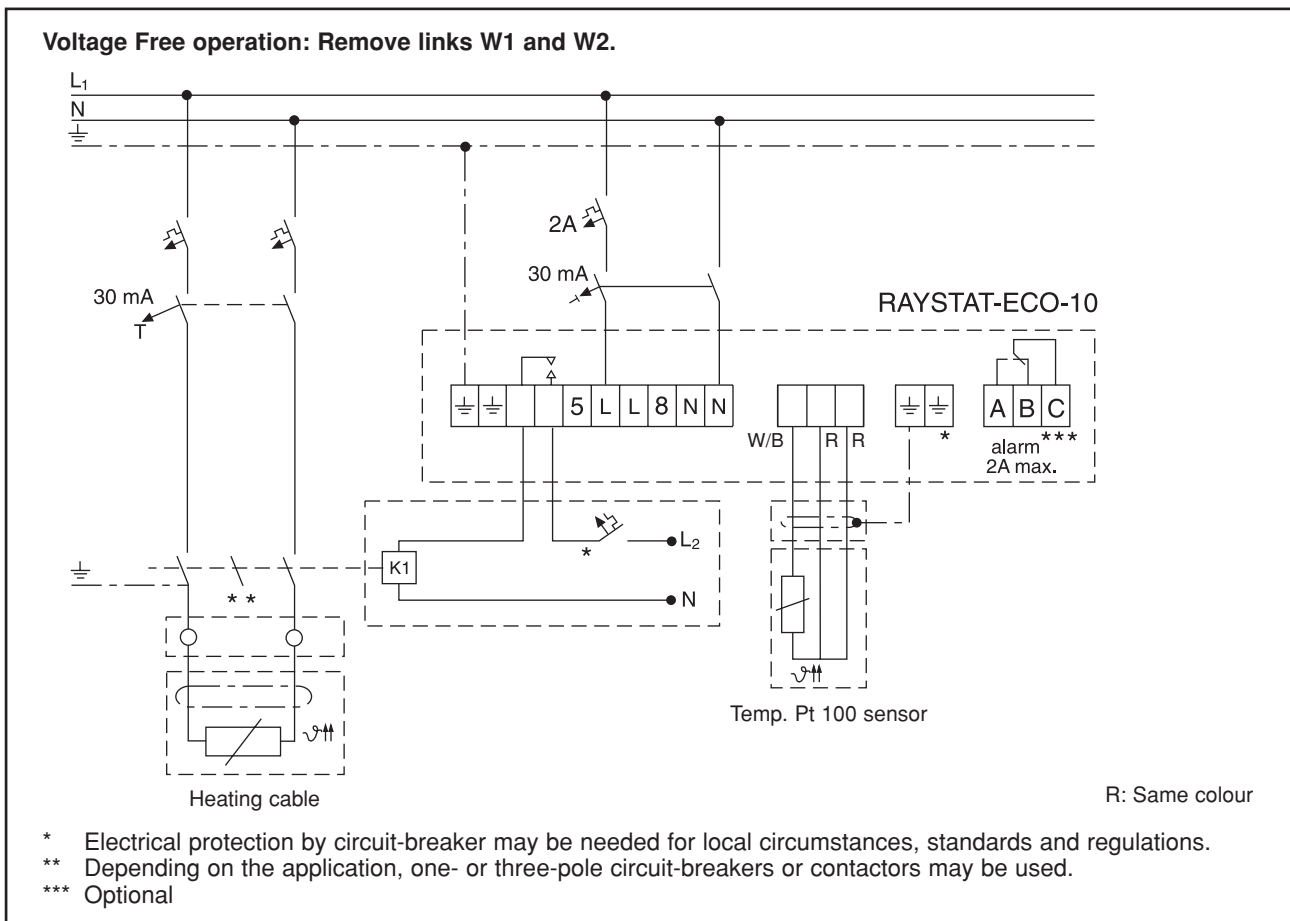 Voltage Free operation: Remove links W1 and W2.
L1
N
2A
30 mA
30 mA
RAYSTAT-ECO-10
5 L L 8 N N
A B C
W/B R R
*
alarm ***
2A max.
* L2
K1
N
* *
Temp. Pt 100 sensor
Heating cable
R: Same colour
* Electrical protection by circuit-breaker may be needed for local circumstances, standards and regulations.
** Depending on the application, one- or three-pole circuit-breakers or contactors may be used.
*** Optional